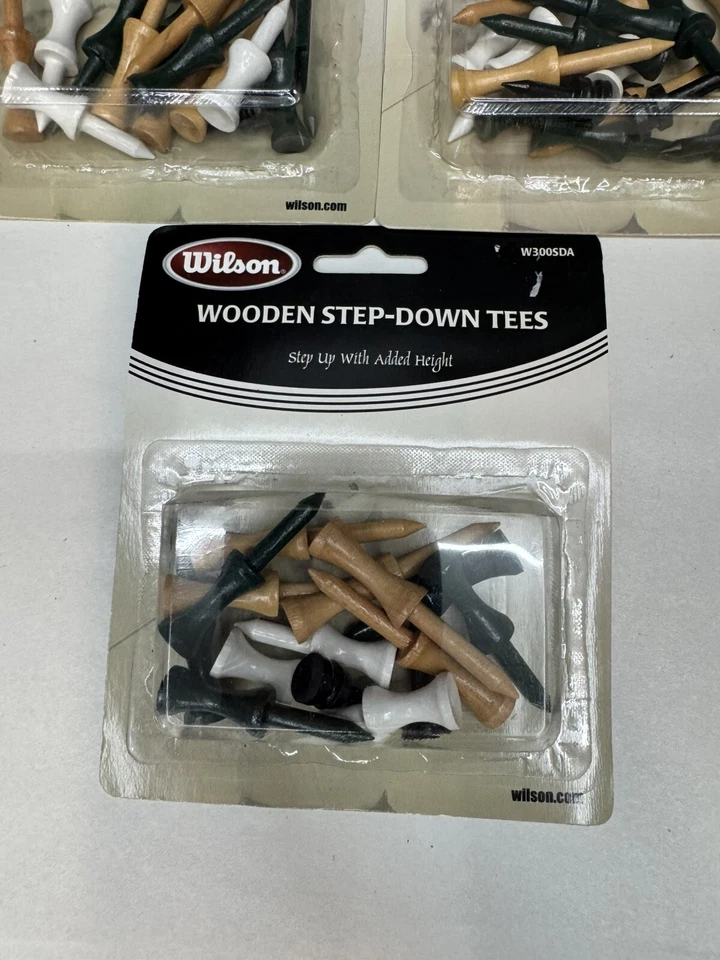 wilson.com
Wilson
W300SDA
WOODEN STEP-DOWN TEES
Step Up With Added Height
wilson.com